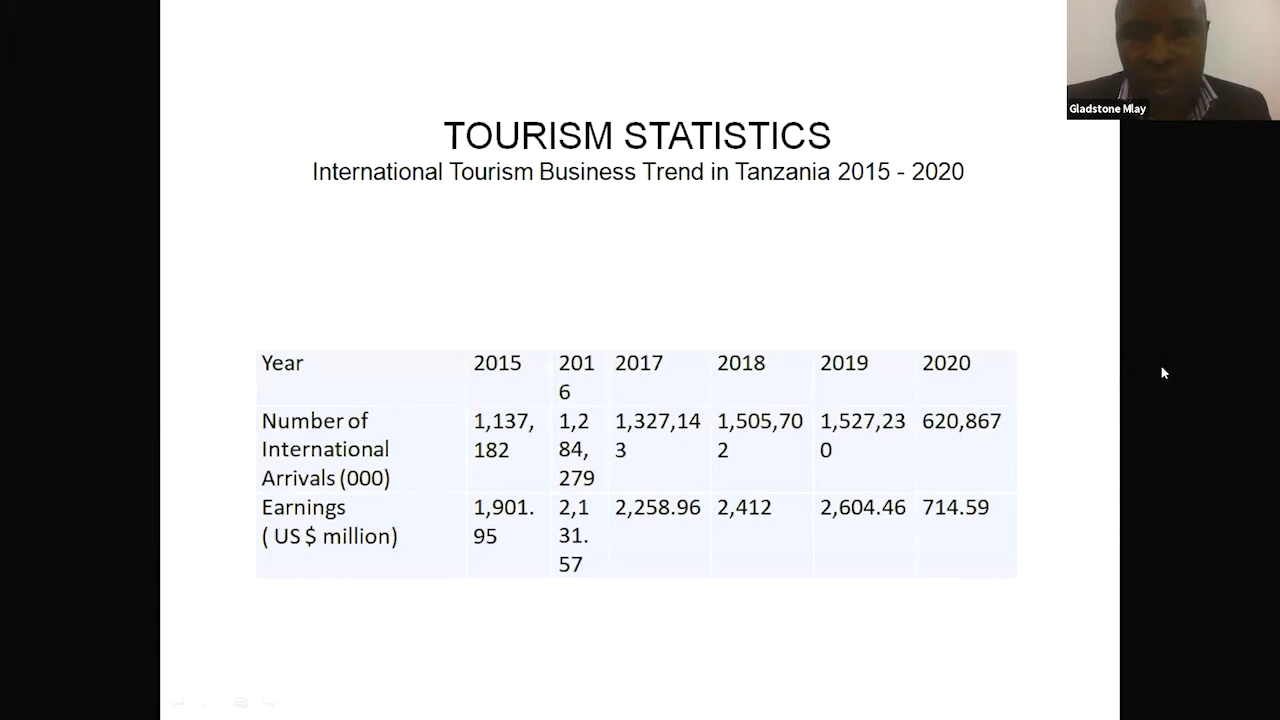 Gladstone Mlay
TOURISM STATISTICS
International Tourism Business Trend in Tanzania 2015 - 2020
Year 2015 201 2017 2018 2019 2020
6
Number of 1,137, 1,2 1,327,14 1,505,70 1,527,23 620,867
International 182 84, 3 2 0
Arrivals (000) 279
Earnings 1,901. 2,1 2,258.96 2,412 2,604.46 714.59
( US $ million) 95 31.
57